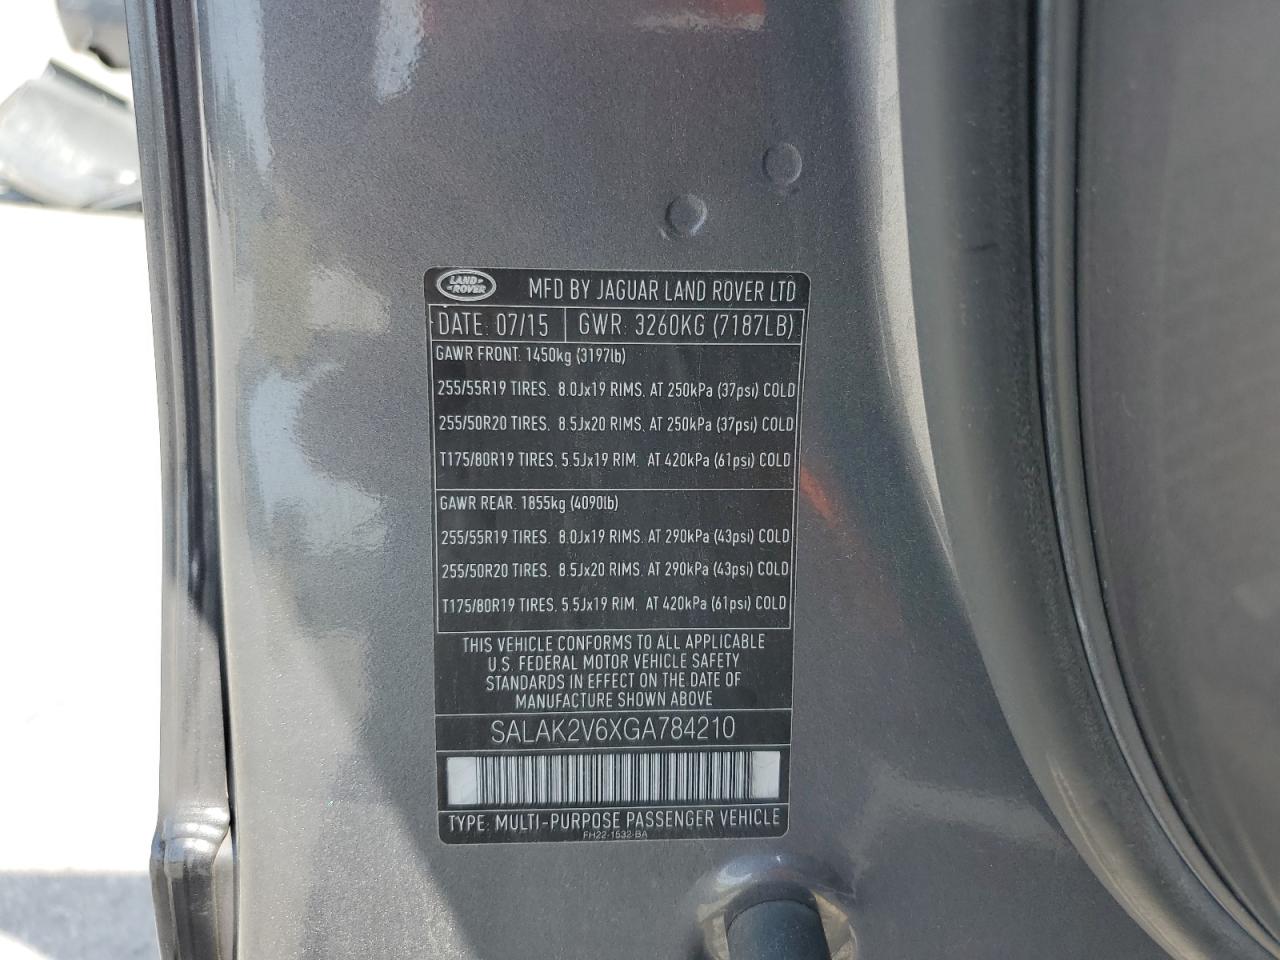 LAND ROVER
MFD BY JAGUAR LAND ROVER LTD
DATE: 07/15 GWR: 3260KG (7187LB)
GAWR FRONT. 1450kg (3197lb)
255/55R19 TIRES. 8.0Jx19 RIMS. AT 250kPa (37psi) COLD
255/50R20 TIRES. 8.5Jx20 RIMS. AT 250kPa (37psi) COLD
T175/80R19 TIRES. 5.5Jx19 RIM. AT 420kPa (61psi) COLD
GAWR REAR. 1855kg (4090lb)
255/55R19 TIRES. 8.0Jx19 RIMS. AT 290kPa (43psi) COLD
255/50R20 TIRES. 8.5Jx20 RIMS. AT 290kPa (43psi) COLD
T175/80R19 TIRES. 5.5Jx19 RIM. AT 420kPa (61psi) COLD
THIS VEHICLE CONFORMS TO ALL APPLICABLE
U.S. FEDERAL MOTOR VEHICLE SAFETY
STANDARDS IN EFFECT ON THE DATE OF
MANUFACTURE SHOWN ABOVE
SALAK2V6XGA784210
TYPE: MULTI-PURPOSE PASSENGER VEHICLE
FH22-1532-BA